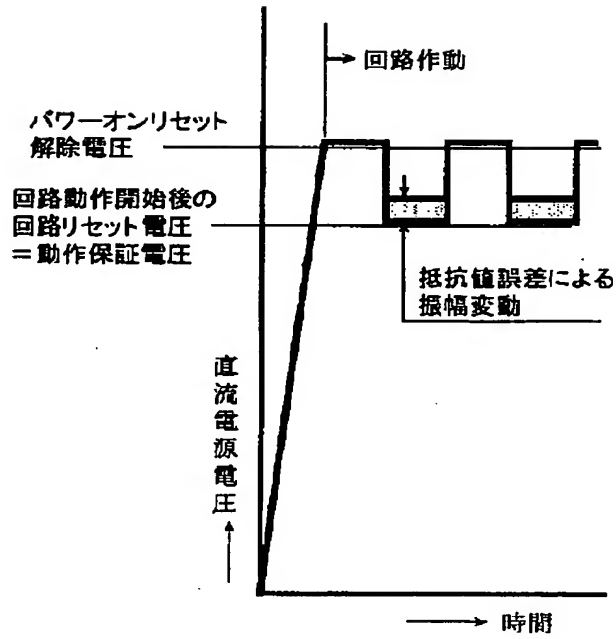 回路作動
パワーオンリセット
解除電圧
回路動作開始後の
回路リセット電圧
＝動作保証電圧
抵抗値誤差による
振幅変動
直流電源電圧
時間